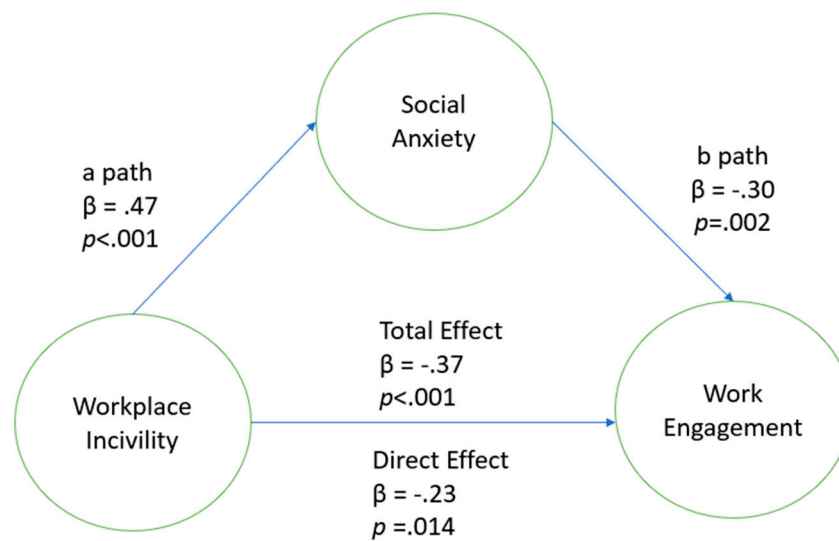 Social
Anxiety
a path
β = .47
p<.001
b path
β = -.30
p=.002
Total Effect
β = -.37
p<.001
Workplace
Incivility
Work
Engagement
Direct Effect
β = -.23
p =.014